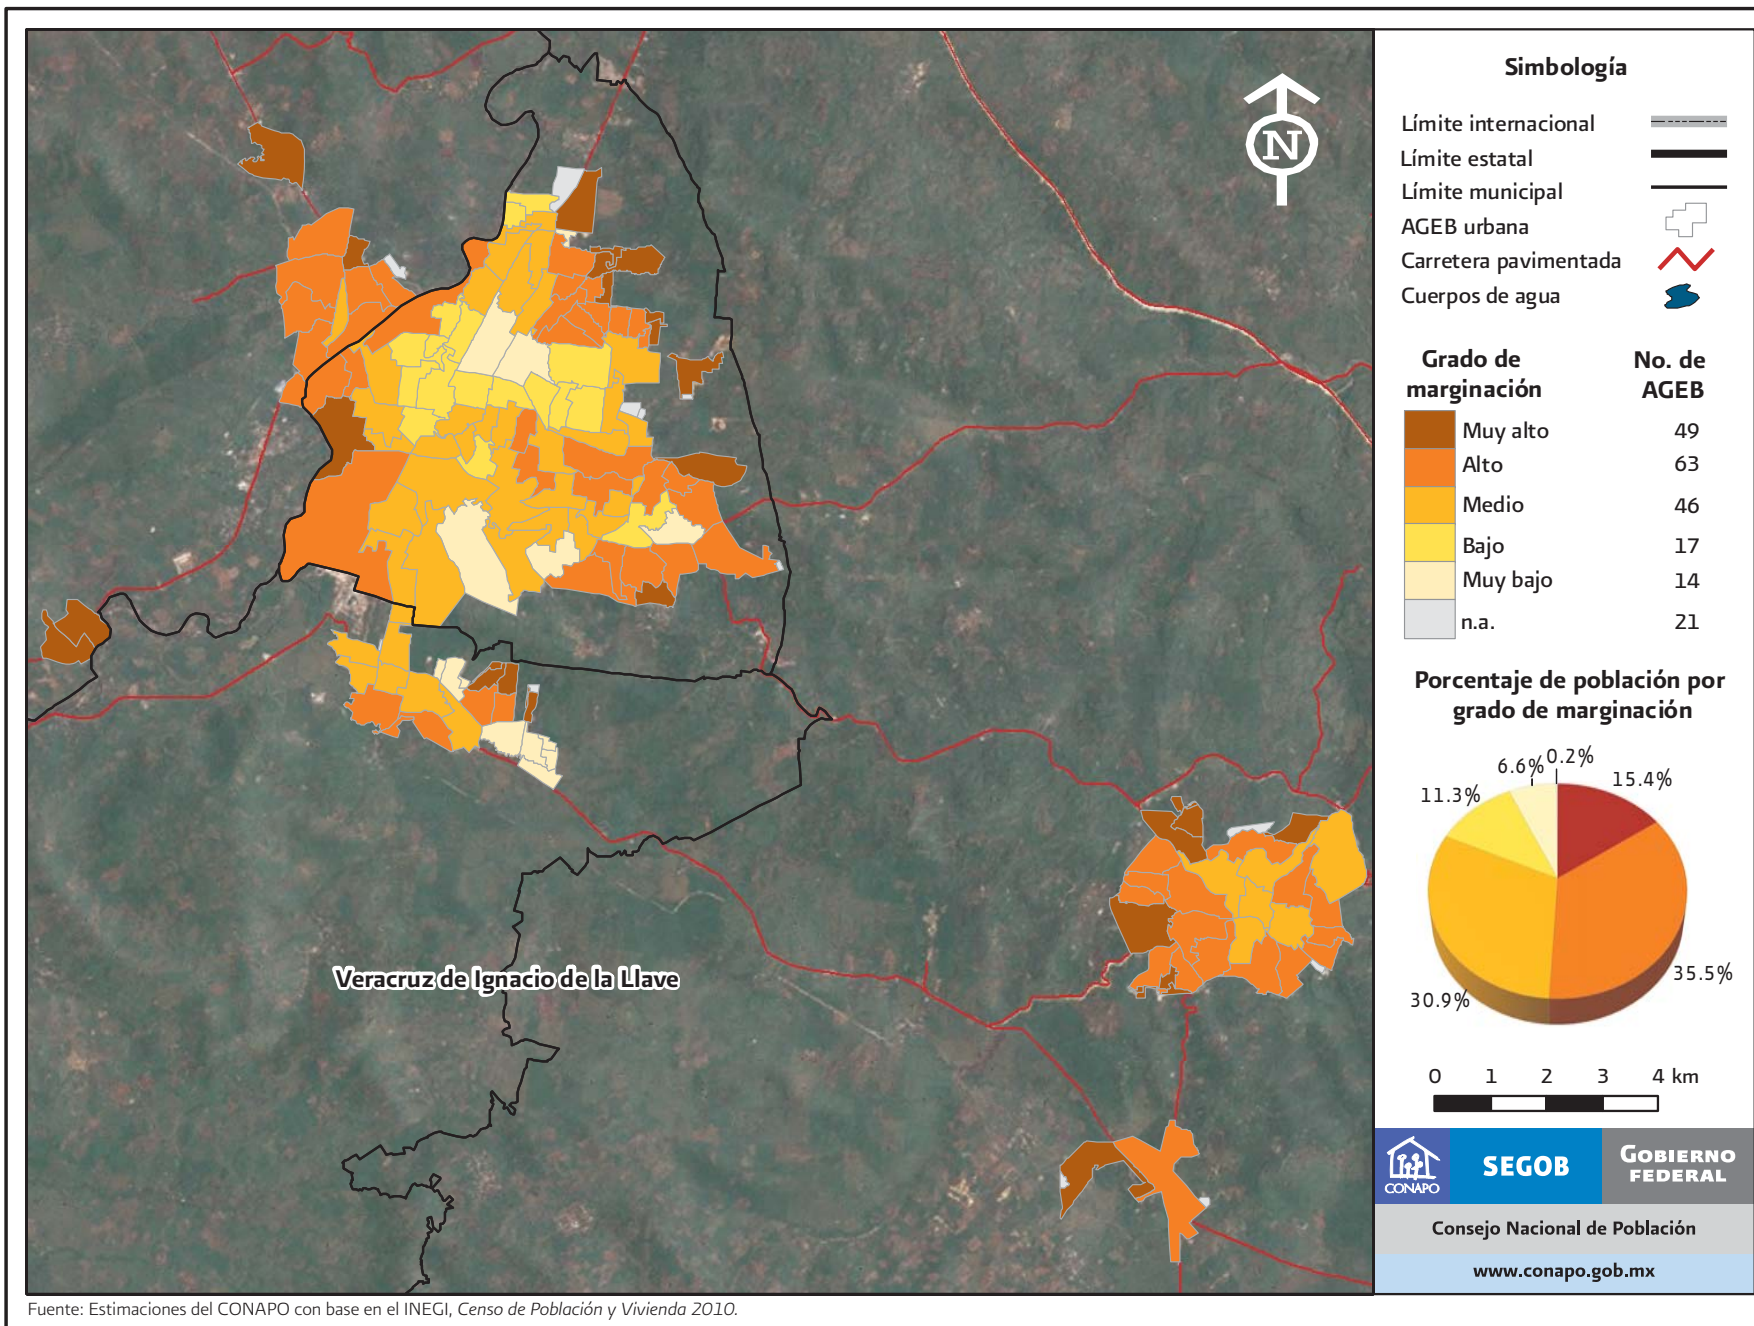 N
Veracruz de Ignacio de la Llave
Simbología
Límite internacional
Límite estatal
Límite municipal
AGEB urbana
Carretera pavimentada
Cuerpos de agua
Grado de marginación
No. de AGEB
Muy alto 49
Alto 63
Medio 46
Bajo 17
Muy bajo 14
n.a. 21
Porcentaje de población por
grado de marginación
0.2%
6.6%
15.4%
11.3%
35.5%
30.9%
0 1 2 3 4 km
CONAPO
SEGOB
GOBIERNO
FEDERAL
Consejo Nacional de Población
www.conapo.gob.mx
Fuente: Estimaciones del CONAPO con base en el INEGI, Censo de Población y Vivienda 2010.